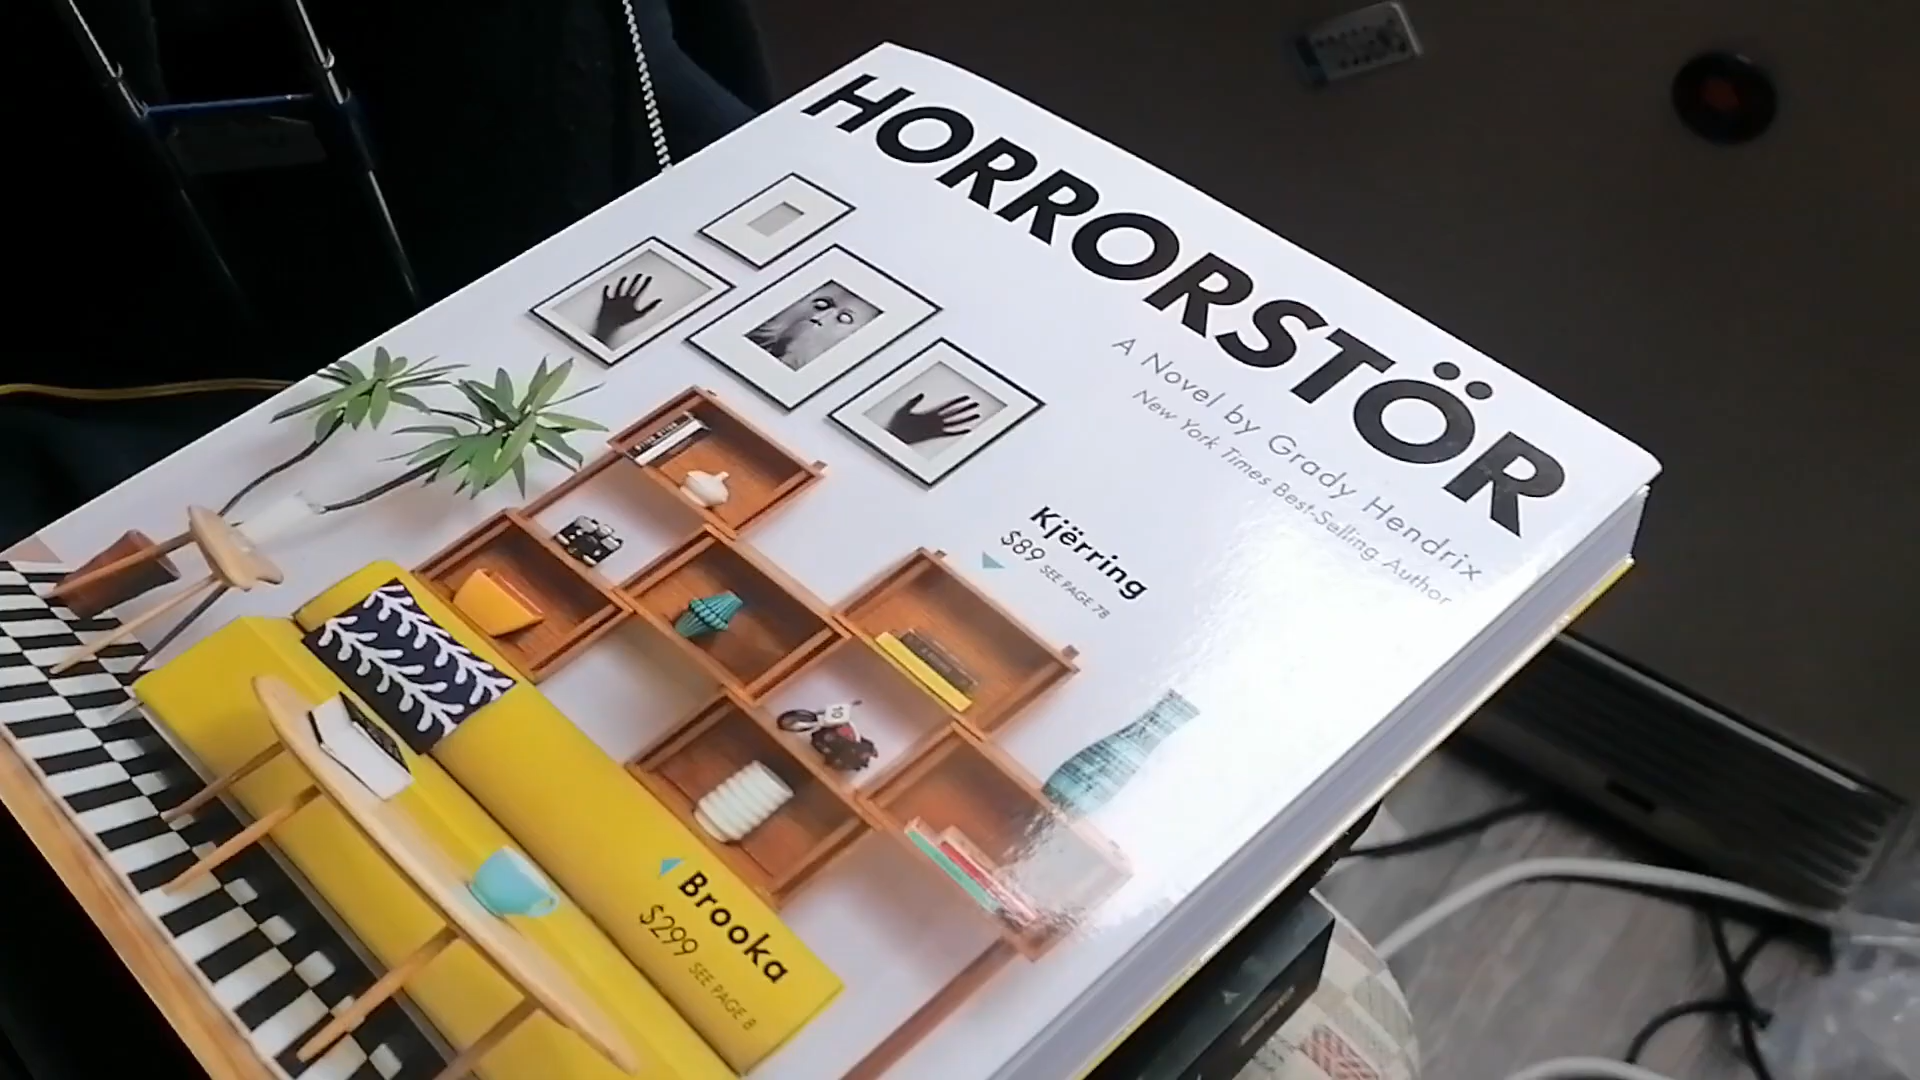 HORRORSTÖR
A Novel by Grady Hendrix
New York Times Best-Selling Author
Kjërring
$89 SEE PAGE 78
Brooka
$299 SEE PAGE 8